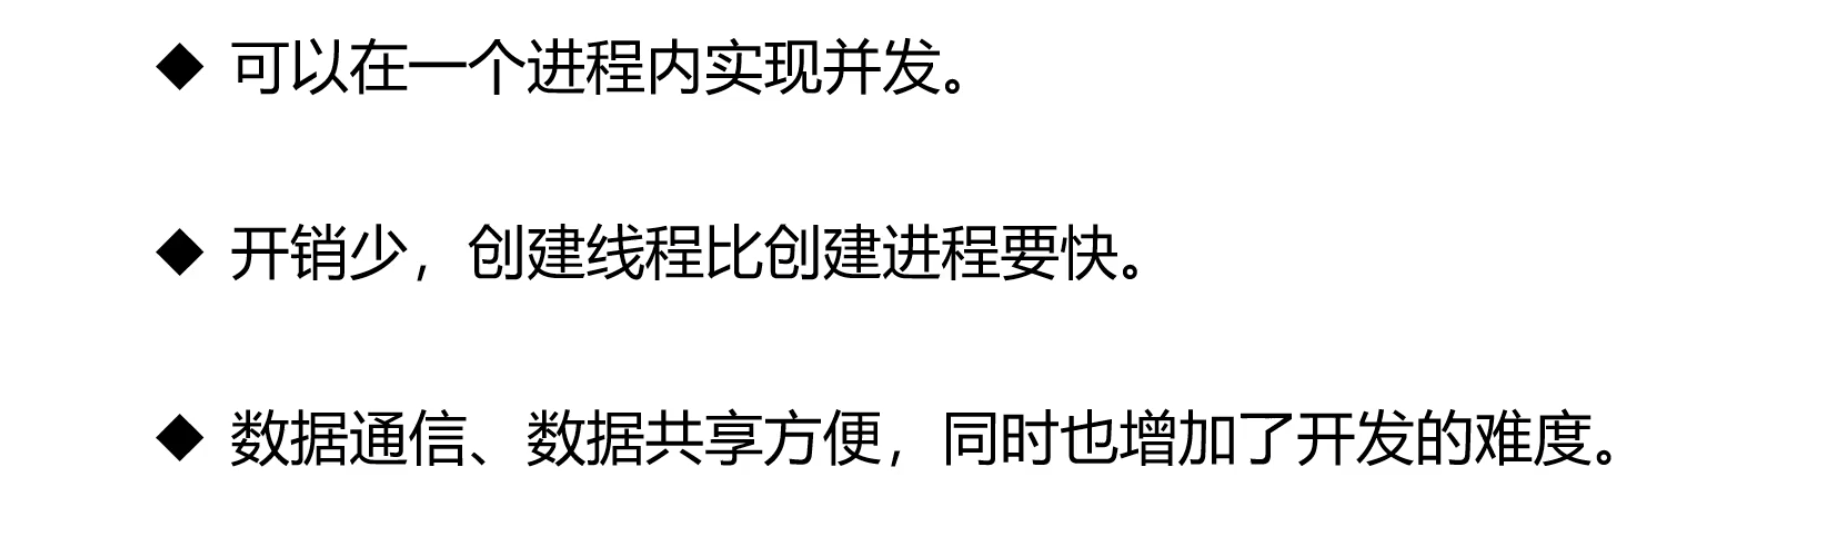 ◆ 可以在一个进程内实现并发。
◆ 开销少，创建线程比创建进程要快。
◆ 数据通信、数据共享方便，同时也增加了开发的难度。